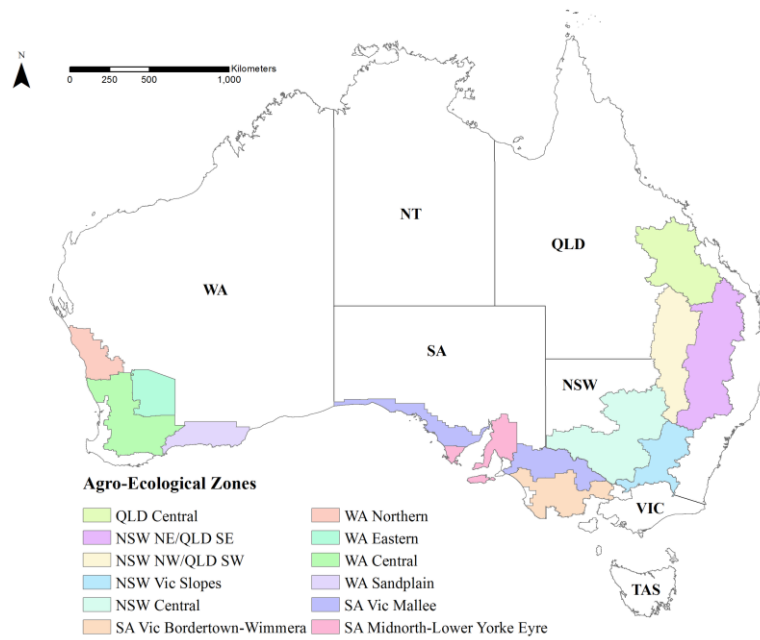 N
Kilometers
0 250 500 1,000
NT
QLD
WA
SA
NSW
VIC
TAS
Agro-Ecological Zones
QLD Central
NSW NE/QLD SE
NSW NW/QLD SW
NSW Vic Slopes
NSW Central
SA Vic Bordertown-Wimmera
WA Northern
WA Eastern
WA Central
WA Sandplain
SA Vic Mallee
SA Midnorth-Lower Yorke Eyre